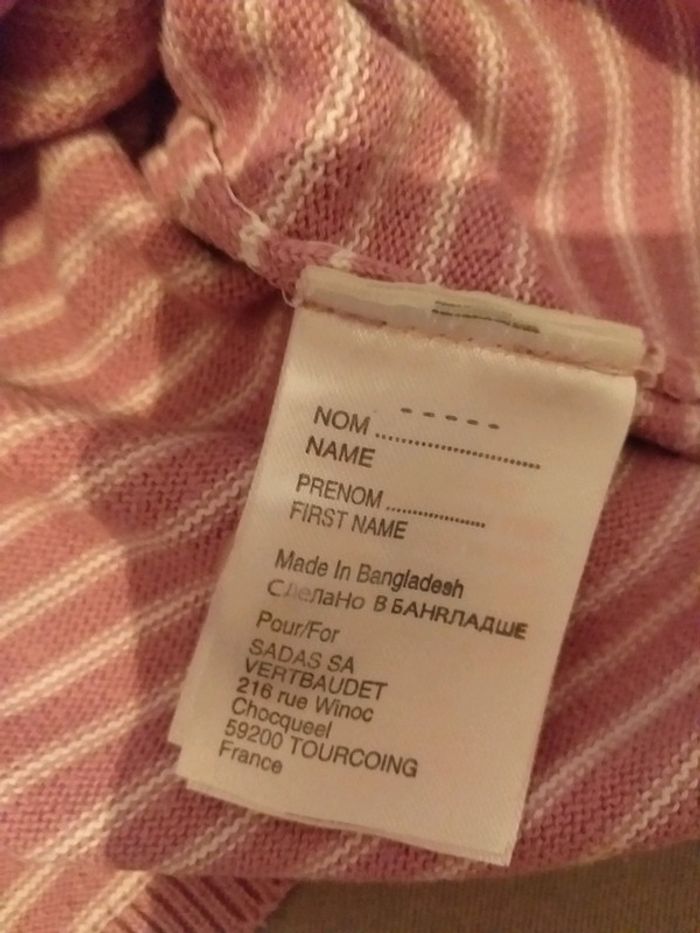 NOM ........................
NAME
PRENOM ..................
FIRST NAME
Made In Bangladesh
СДеЛаНо В БАНRЛАДШЕ
Pour/For
SADAS SA
VERTBAUDET
216 rue Winoc
Chocqueel
59200 TOURCOING
France